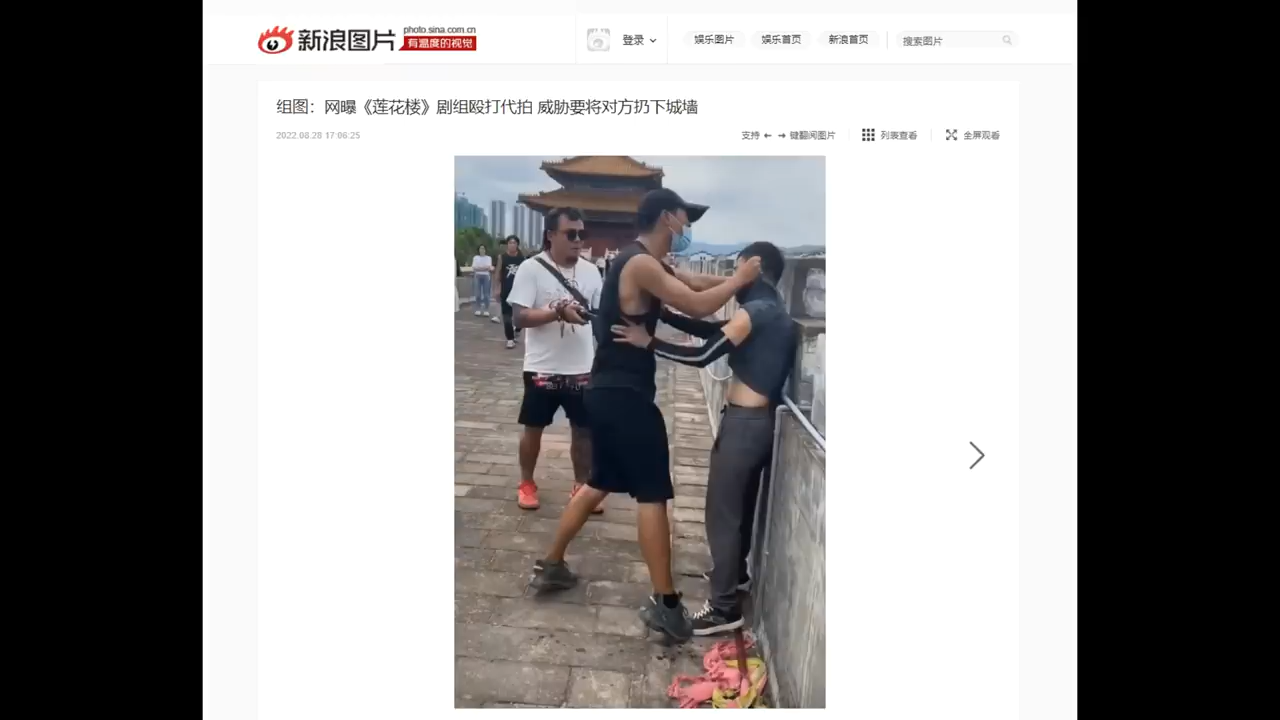 新浪图片
photo.sina.com.cn
有温度的视觉
登录
娱乐图片
娱乐首页
新浪首页
搜索图片
组图：网曝《莲花楼》剧组殴打代拍 威胁要将对方扔下城墙
2022.08.28 17:06:25
支持 ← → 键翻阅图片
列表查看
全屏观看